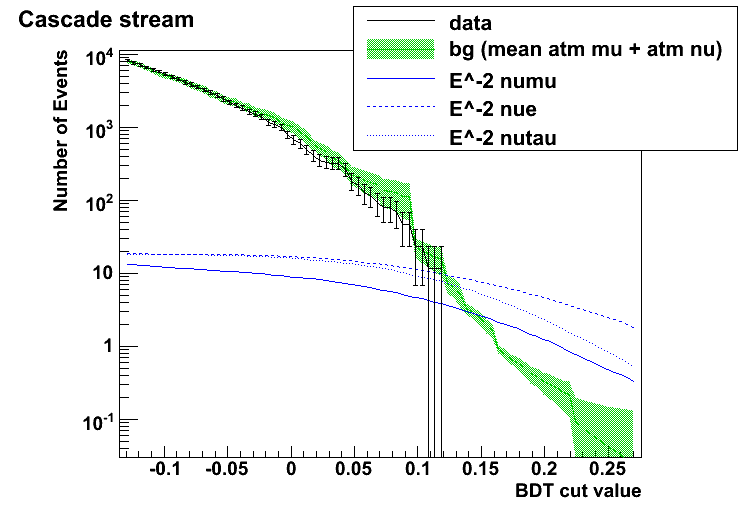 Cascade stream
data
bg (mean atm mu + atm nu)
E^-2 numu
E^-2 nue
E^-2 nutau
Number of Events
10^4
10^3
10^2
10
1
10^-1
-0.1 -0.05 0 0.05 0.1 0.15 0.2 0.25
BDT cut value